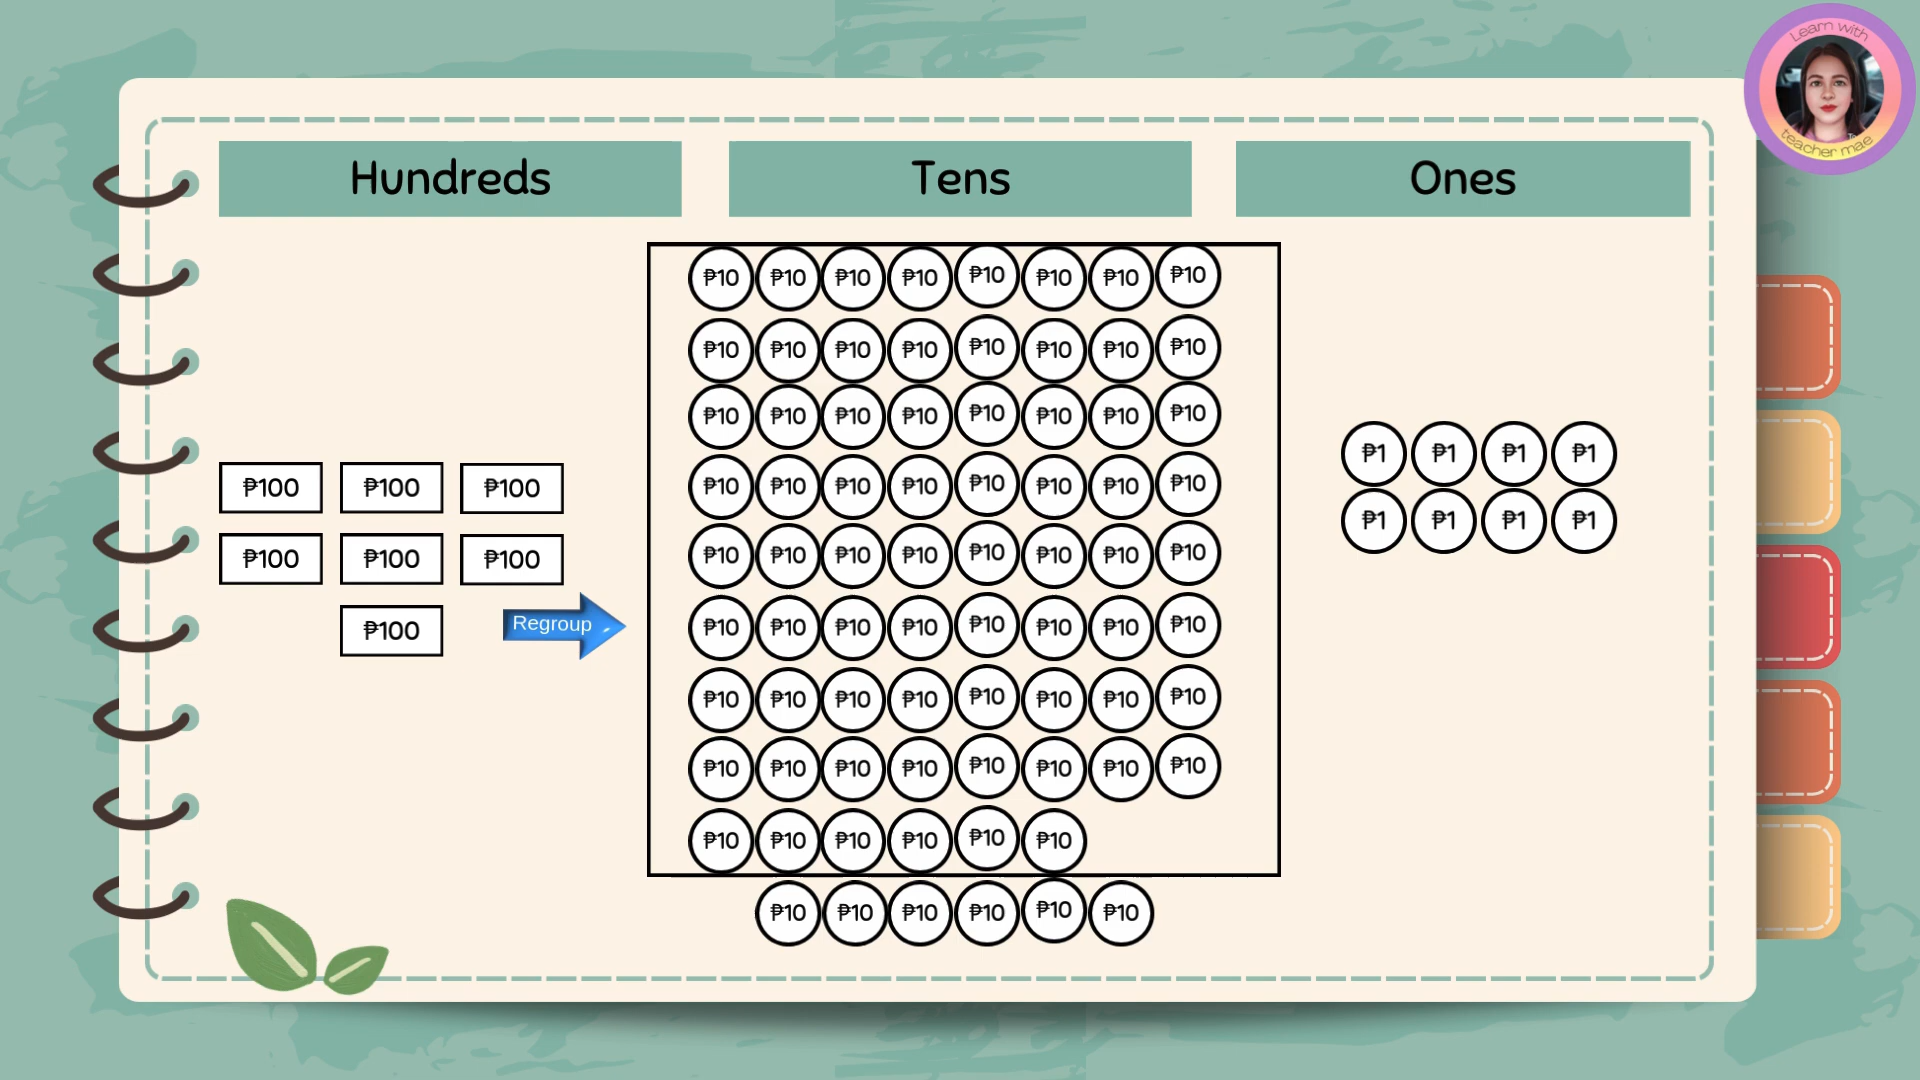 Learn with
teacher mae
Hundreds Tens Ones
₱10 ₱10 ₱10 ₱10 ₱10 ₱10 ₱10 ₱10
₱10 ₱10 ₱10 ₱10 ₱10 ₱10 ₱10 ₱10
₱10 ₱10 ₱10 ₱10 ₱10 ₱10 ₱10 ₱10
₱1 ₱1 ₱1 ₱1
₱100 ₱100 ₱100 ₱10 ₱10 ₱10 ₱10 ₱10 ₱10 ₱10 ₱10
₱1 ₱1 ₱1 ₱1
₱100 ₱100 ₱100 ₱10 ₱10 ₱10 ₱10 ₱10 ₱10 ₱10 ₱10
₱100 Regroup ₱10 ₱10 ₱10 ₱10 ₱10 ₱10 ₱10 ₱10
₱10 ₱10 ₱10 ₱10 ₱10 ₱10 ₱10 ₱10
₱10 ₱10 ₱10 ₱10 ₱10 ₱10 ₱10 ₱10
₱10 ₱10 ₱10 ₱10 ₱10 ₱10
₱10 ₱10 ₱10 ₱10 ₱10 ₱10